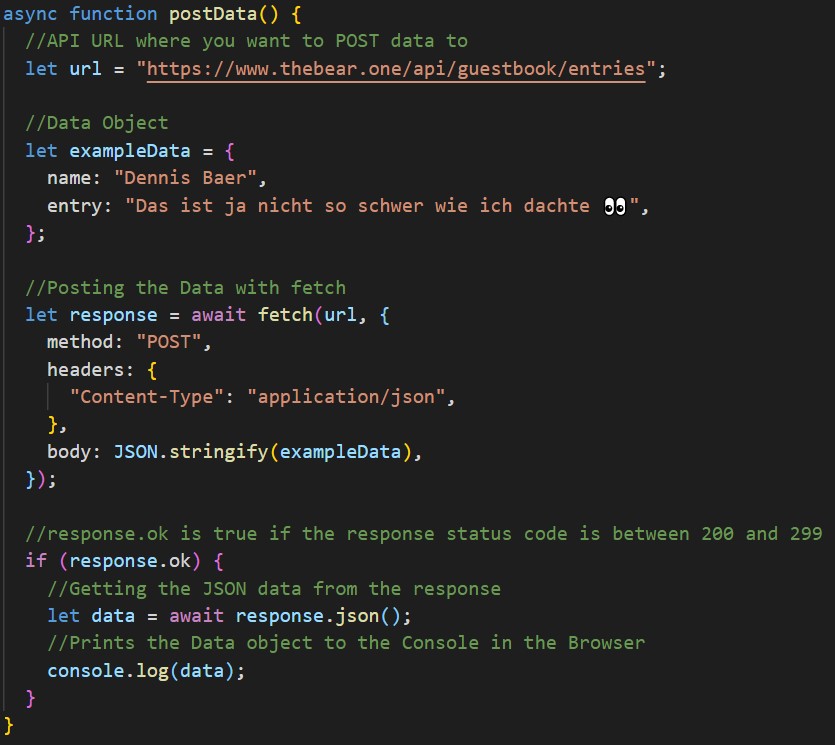 async function postData() {
  //API URL where you want to POST data to
  let url = "https://www.thebear.one/api/guestbook/entries";

  //Data Object
  let exampleData = {
    name: "Dennis Baer",
    entry: "Das ist ja nicht so schwer wie ich dachte 👀",
  };

  //Posting the Data with fetch
  let response = await fetch(url, {
    method: "POST",
    headers: {
      "Content-Type": "application/json",
    },
    body: JSON.stringify(exampleData),
  });

  //response.ok is true if the response status code is between 200 and 299
  if (response.ok) {
    //Getting the JSON data from the response
    let data = await response.json();
    //Prints the Data object to the Console in the Browser
    console.log(data);
  }
}